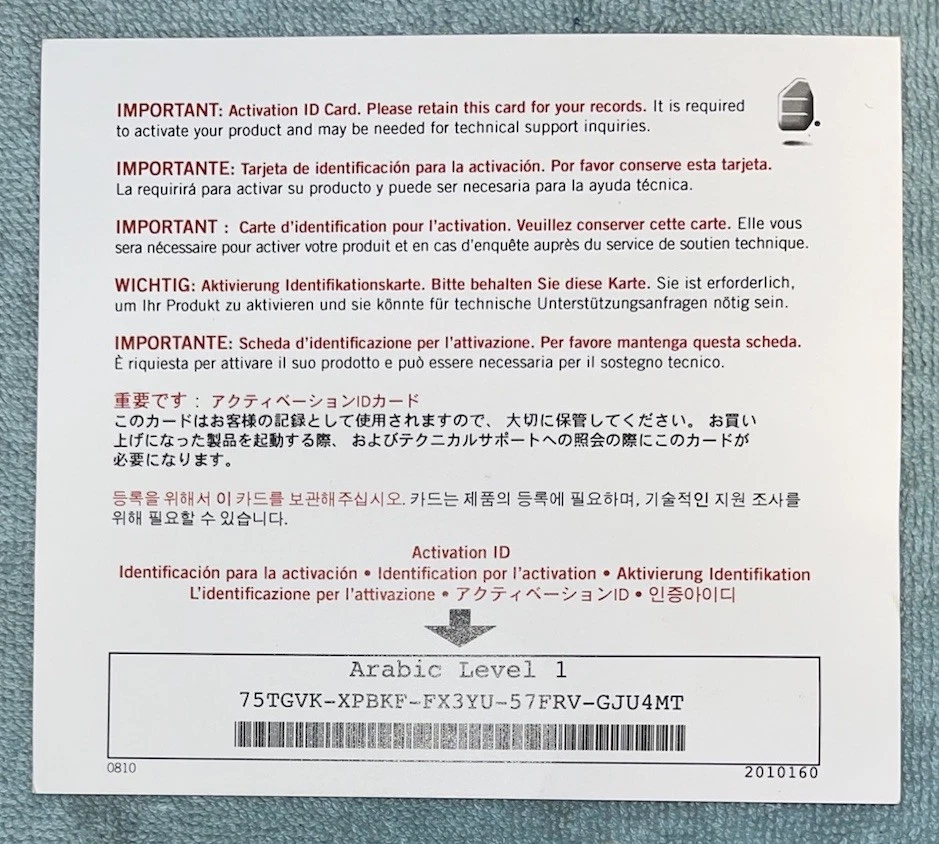 IMPORTANT: Activation ID Card. Please retain this card for your records. It is required
to activate your product and may be needed for technical support inquiries.
IMPORTANTE: Tarjeta de identificación para la activación. Por favor conserve esta tarjeta.
La requirirá para activar su producto y puede ser necesaria para la ayuda técnica.
IMPORTANT : Carte d'identification pour l'activation. Veuillez conserver cette carte. Elle vous
sera nécessaire pour activer votre produit et en cas d'enquête auprès du service de soutien technique.
WICHTIG: Aktivierung Identifikationskarte. Bitte behalten Sie diese Karte. Sie ist erforderlich,
um Ihr Produkt zu aktivieren und sie könnte für technische Unterstützungsanfragen nötig sein.
IMPORTANTE: Scheda d'identificazione per l'attivazione. Per favore mantenga questa scheda.
È riquiesta per attivare il suo prodotto e può essere necessaria per il sostegno tecnico.
重要です : アクティベーションIDカード
このカードはお客様の記録として使用されますので、 大切に保管してください。 お買い
上げになった製品を起動する際、 およびテクニカルサポートへの照会の際にこのカードが
必要になります。
등록을 위해서 이 카드를 보관해주십시오. 카드는 제품의 등록에 필요하며, 기술적인 지원 조사를
위해 필요할 수 있습니다.
Activation ID
Identificación para la activación • Identification por l'activation • Aktivierung Identifikation
L'identificazione per l'attivazione • アクティベーションID • 인증아이디
Arabic Level 1
75TGVK-XPBKF-FX3YU-57FRV-GJU4MT
0810
2010160